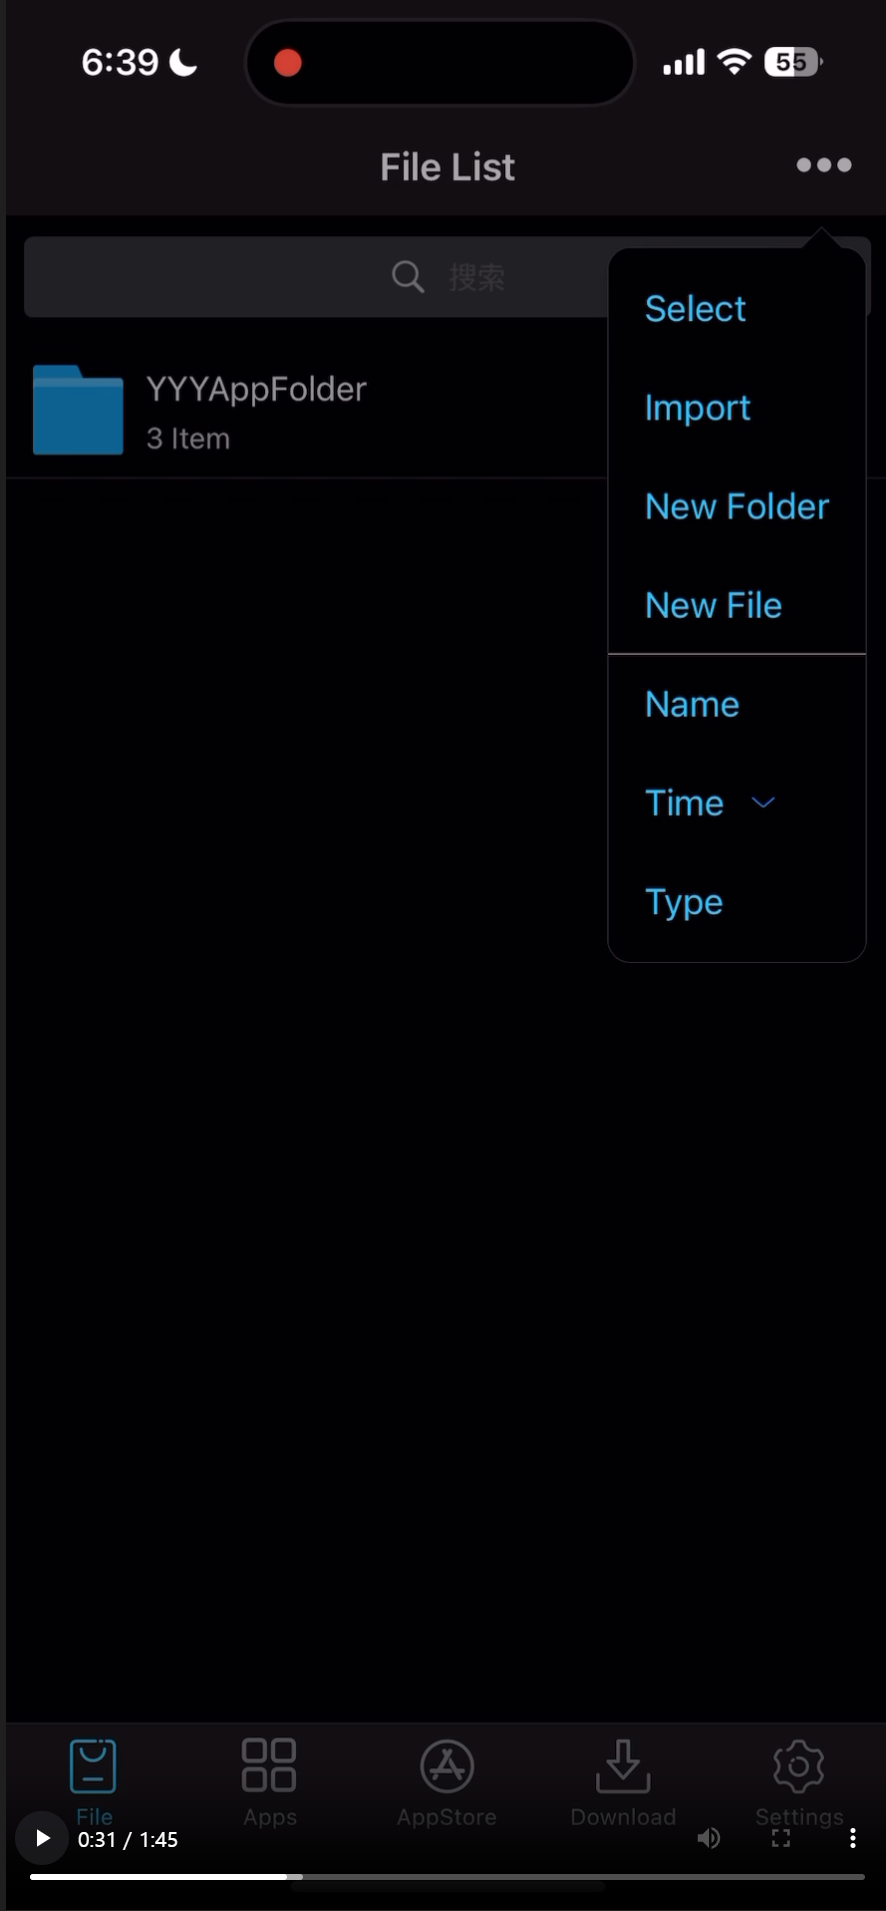 6:39
55
File List
搜索
Select
Import
New Folder
New File
Name
Time
Type
YYYAppFolder
3 Item
File
Apps
AppStore
Download
Settings
0:31 / 1:45